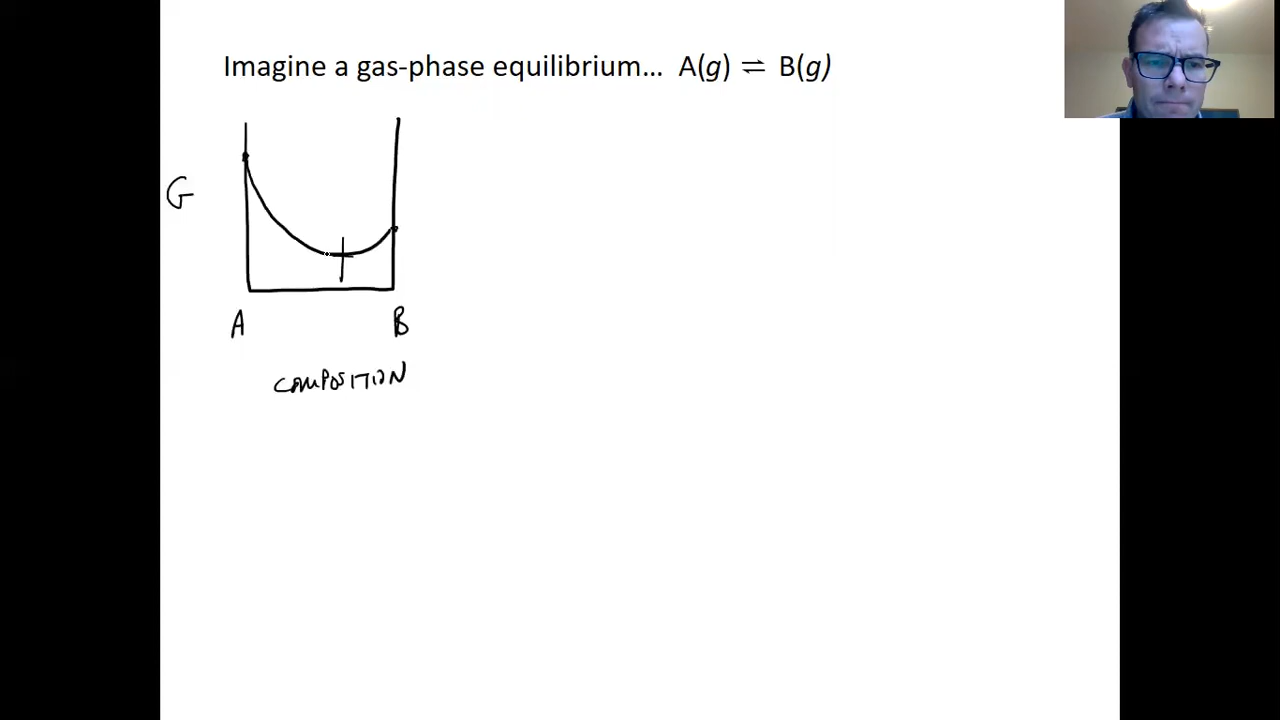 Imagine a gas-phase equilibrium... A(g) ⇌ B(g)
G
A B
COMPOSITION